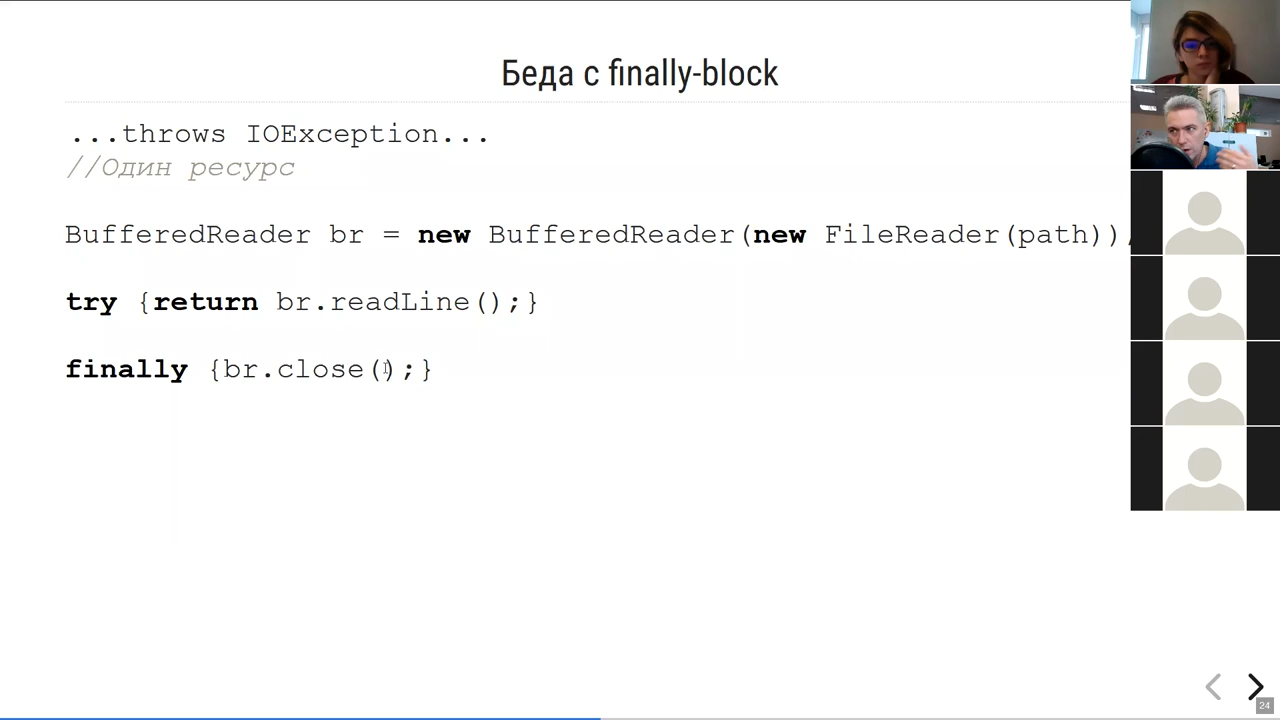 Беда с finally-block
...throws IOException...
//Один ресурс
BufferedReader br = new BufferedReader(new FileReader(path));
try {return br.readLine();}
finally {br.close();}
24